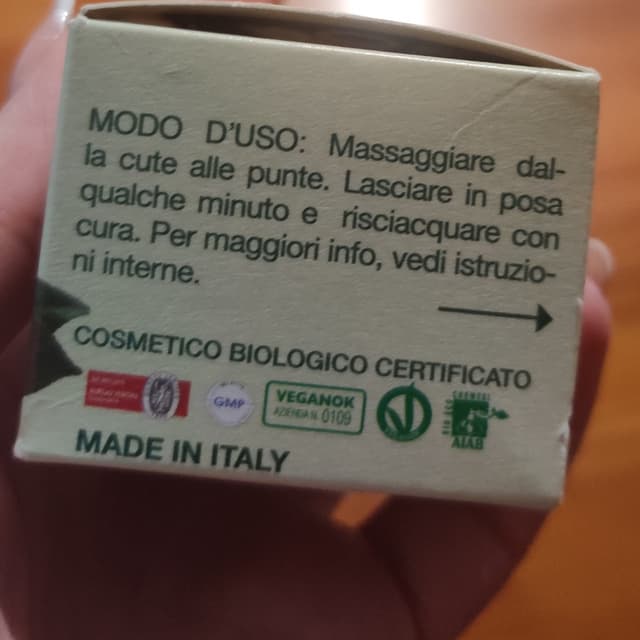 MODO D'USO: Massaggiare dal-
la cute alle punte. Lasciare in posa
qualche minuto e risciacquare con
cura. Per maggiori info, vedi istruzio-
ni interne.
COSMETICO BIOLOGICO CERTIFICATO
GMP
VEGANOK
AZIENDA N. 0109
AIAB
MADE IN ITALY